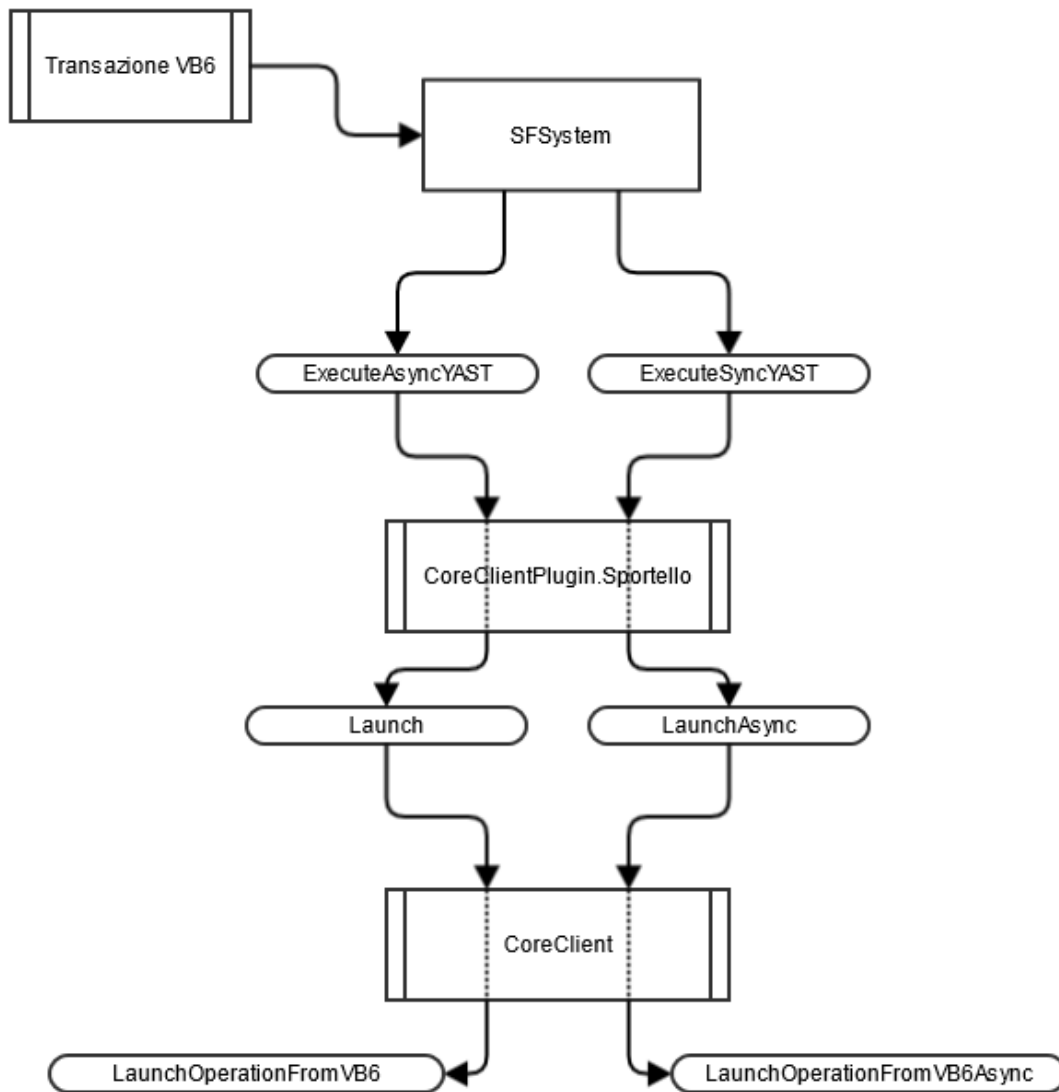 Transazione VB6
SFSystem
ExecuteAsyncYAST
ExecuteSyncYAST
CoreClientPlugin.Sportello
Launch
LaunchAsync
CoreClient
LaunchOperationFromVB6
LaunchOperationFromVB6Async